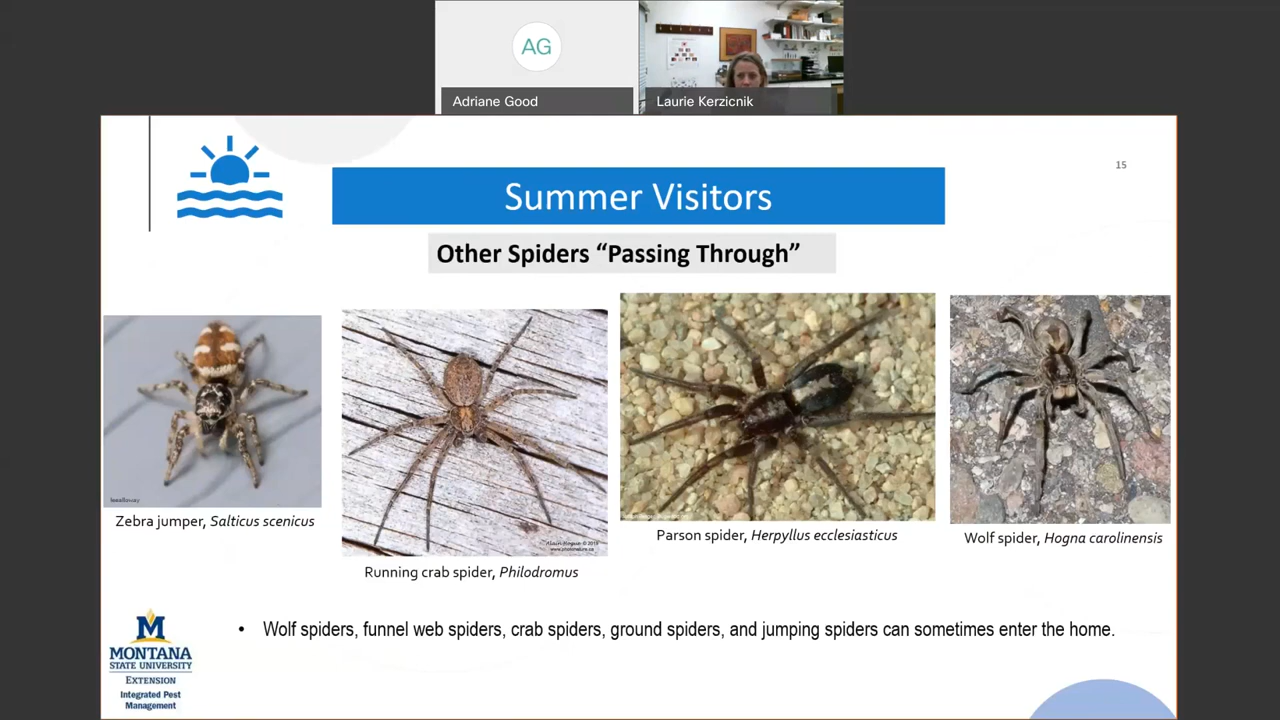 AG
Adriane Good
Laurie Kerzicnik
15
Summer Visitors
Other Spiders “Passing Through”
Zebra jumper, Salticus scenicus
Running crab spider, Philodromus
Parson spider, Herpyllus ecclesiasticus
Wolf spider, Hogna carolinensis
• Wolf spiders, funnel web spiders, crab spiders, ground spiders, and jumping spiders can sometimes enter the home.
M
MONTANA
STATE UNIVERSITY
EXTENSION
Integrated Pest
Management